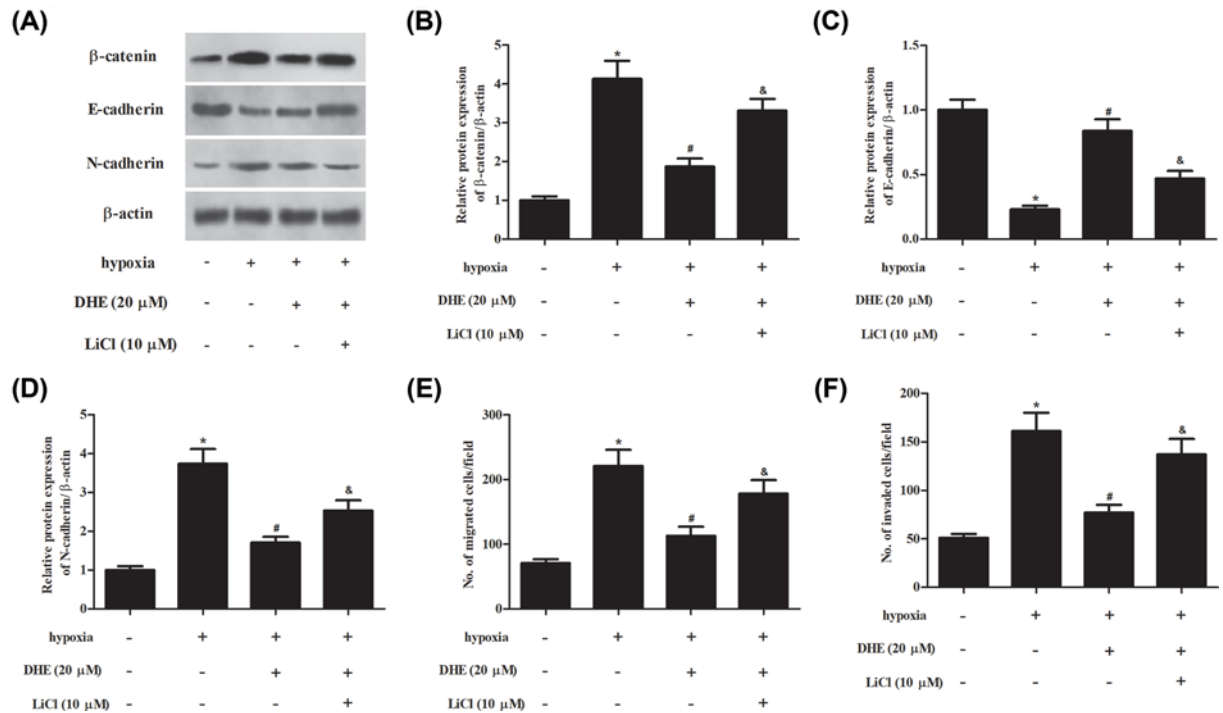 (A)
β-catenin
E-cadherin
N-cadherin
β-actin
hypoxia - + + +
DHE (20 μM) - - + +
LiCl (10 μM) - - - +
(B)
Relative protein expression
of β-catenin/ β-actin
5
4
3
2
1
0
*
#
&
hypoxia - + + +
DHE (20 μM) - - + +
LiCl (10 μM) - - - +
(C)
Relative protein expression
of E-cadherin/ β-actin
1.5
1.0
0.5
0.0
*
#
&
hypoxia - + + +
DHE (20 μM) - - + +
LiCl (10 μM) - - - +
(D)
Relative protein expression
of N-cadherin/ β-actin
5
4
3
2
1
0
*
#
&
hypoxia - + + +
DHE (20 μM) - - + +
LiCl (10 μM) - - - +
(E)
No. of migrated cells/field
300
200
100
0
*
#
&
hypoxia - + + +
DHE (20 μM) - - + +
LiCl (10 μM) - - - +
(F)
No. of invaded cells/field
200
150
100
50
0
*
#
&
hypoxia - + + +
DHE (20 μM) - - + +
LiCl (10 μM) - - - +